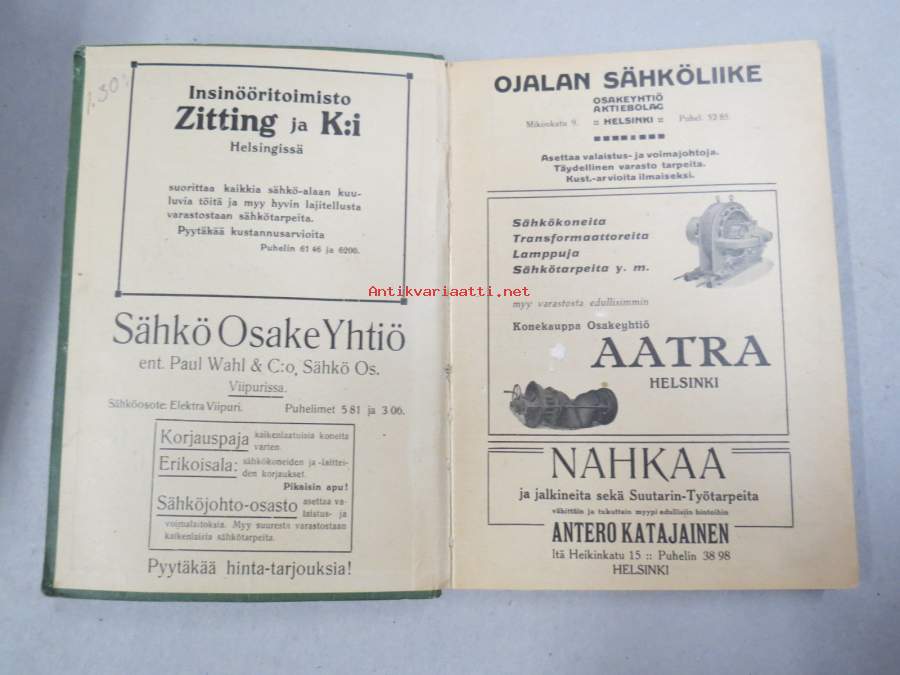 1.30:
Insinööritoimisto
Zitting ja K:i
Helsingissä
suorittaa kaikkia sähkö-alaan kuu-
luvia töitä ja myy hyvin lajitellusta
varastostaan sähkötarpeita.
Pyytäkää kustannusarvioita
Puhelin 61 46 ja 6206.
Sähkö OsakeYhtiö
ent. Paul Wahl & C:o, Sähkö Os.
Viipurissa.
Sähköosote: Elektra Viipuri. Puhelimet 5 81 ja 3 06.
Korjauspaja kaikenlaatuisia koneita
varten.
Erikoisala: sähkökoneiden ja -laittei-
den korjaukset.
Pikaisin apu!
Sähköjohto-osasto asettaa va-
laistus- ja
voimalaitoksia. Myy suuresta varastostaan
kaikenlaisia sähkötarpeita.
Pyytäkää hinta-tarjouksia!
OJALAN SÄHKÖLIIKE
OSAKEYHTIÖ
AKTIEBOLAG
Mikonkatu 9. = HELSINKI = Puhel. 52 85.
Asettaa valaistus- ja voimajohtoja.
Täydellinen varasto tarpeita.
Kust.-arvioita ilmaiseksi.
Sähkökoneita
Transformaattoreita
Lamppuja
Sähkötarpeita y. m.
Antikvariaatti.net
myy varastosta edullisimmin
Konekauppa Osakeyhtiö
AATRA
HELSINKI
NAHKAA
ja jalkineita sekä Suutarin-Työtarpeita
vähittäin ja tukuttain myypi edullisiin hintoihin
ANTERO KATAJAINEN
Itä Heikinkatu 15 :: Puhelin 38 98
HELSINKI